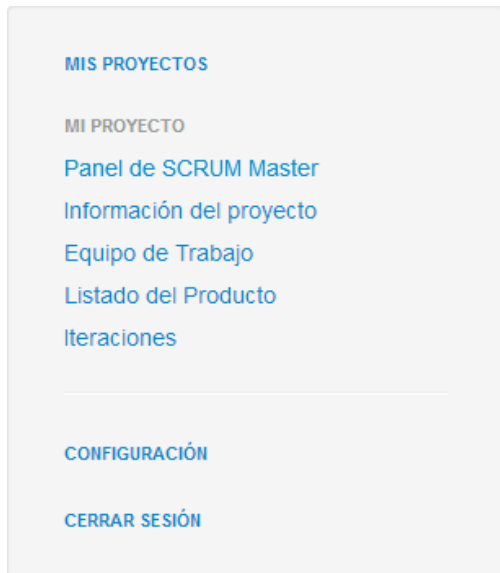 MIS PROYECTOS
MI PROYECTO
Panel de SCRUM Master
Información del proyecto
Equipo de Trabajo
Listado del Producto
Iteraciones
CONFIGURACIÓN
CERRAR SESIÓN